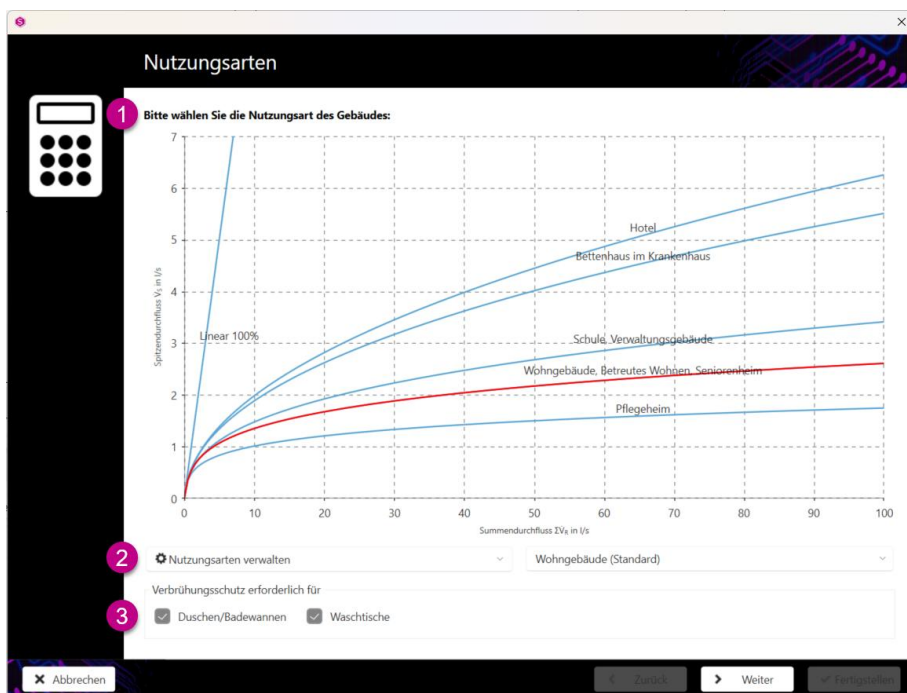 S
Nutzungsarten
1
Bitte wählen Sie die Nutzungsart des Gebäudes:
7
6
5
4
3
2
1
0
Spitzendurchfluss V̇s in l/s
Hotel
Bettenhaus im Krankenhaus
Linear 100%
Schule, Verwaltungsgebäude
Wohngebäude, Betreutes Wohnen, Seniorenheim
Pflegeheim
0 10 20 30 40 50 60 70 80 90 100
Summendurchfluss ΣV̇R in l/s
2
Nutzungsarten verwalten
Wohngebäude (Standard)
Verbrühungsschutz erforderlich für
3
Duschen/Badewannen Waschtische
Abbrechen Zurück Weiter Fertigstellen